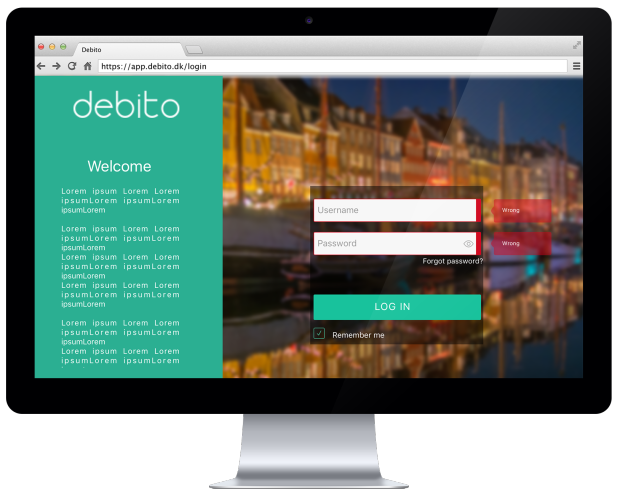 Debito
https://app.debito.dk/login
debito
Welcome
Lorem ipsum Lorem Lorem
ipsumLorem ipsumLorem
ipsumLorem
Lorem ipsum Lorem Lorem
ipsumLorem ipsumLorem
ipsumLorem
Lorem ipsum Lorem Lorem
ipsumLorem ipsumLorem
ipsumLorem
Lorem ipsum Lorem Lorem
ipsumLorem ipsumLorem
ipsumLorem
Lorem ipsum Lorem Lorem
ipsumLorem ipsumLorem
ipsumLorem
Lorem ipsum Lorem Lorem
ipsumLorem ipsumLorem
Username
Wrong
Password
Wrong
Forgot password?
LOG IN
Remember me